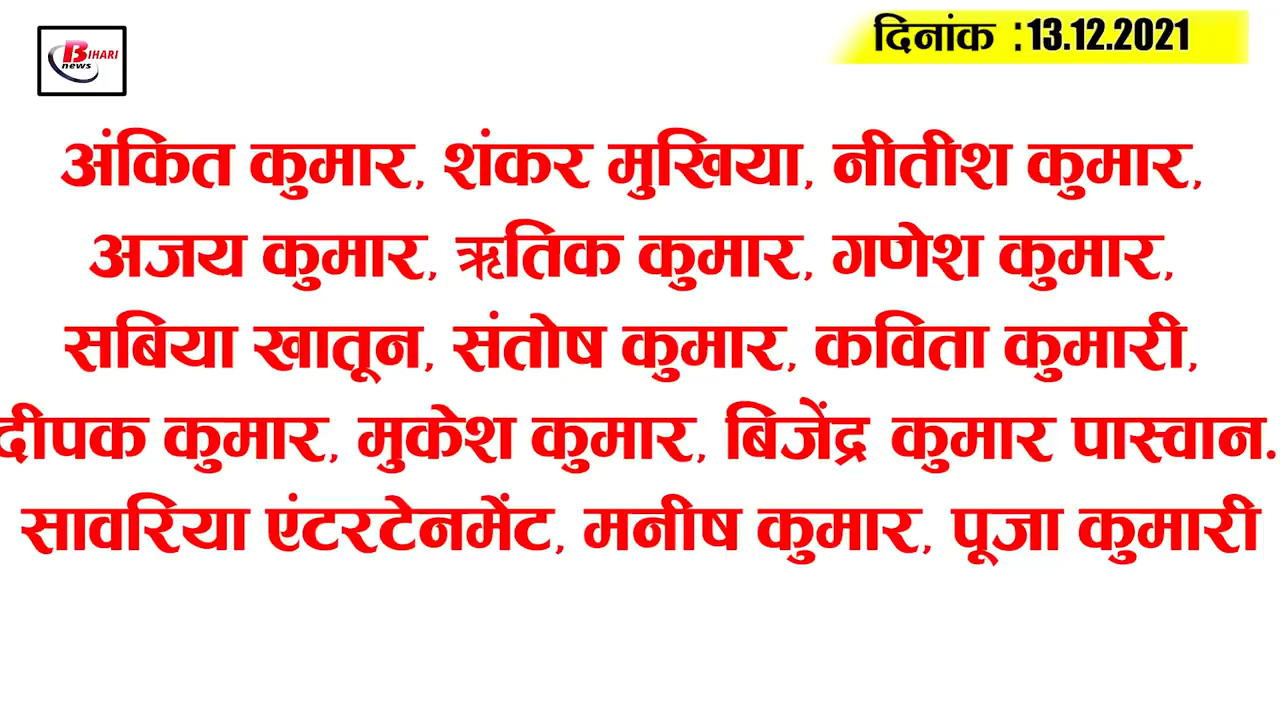 BIHARI
news
दिनांक : 13.12.2021
अंकित कुमार, शंकर मुखिया, नीतीश कुमार,
अजय कुमार, ऋतिक कुमार, गणेश कुमार,
सबिया खातून, संतोष कुमार, कविता कुमारी,
दीपक कुमार, मुकेश कुमार, बिजेंद्र कुमार पास्वान.
सावरिया एंटरटेनमेंट, मनीष कुमार, पूजा कुमारी